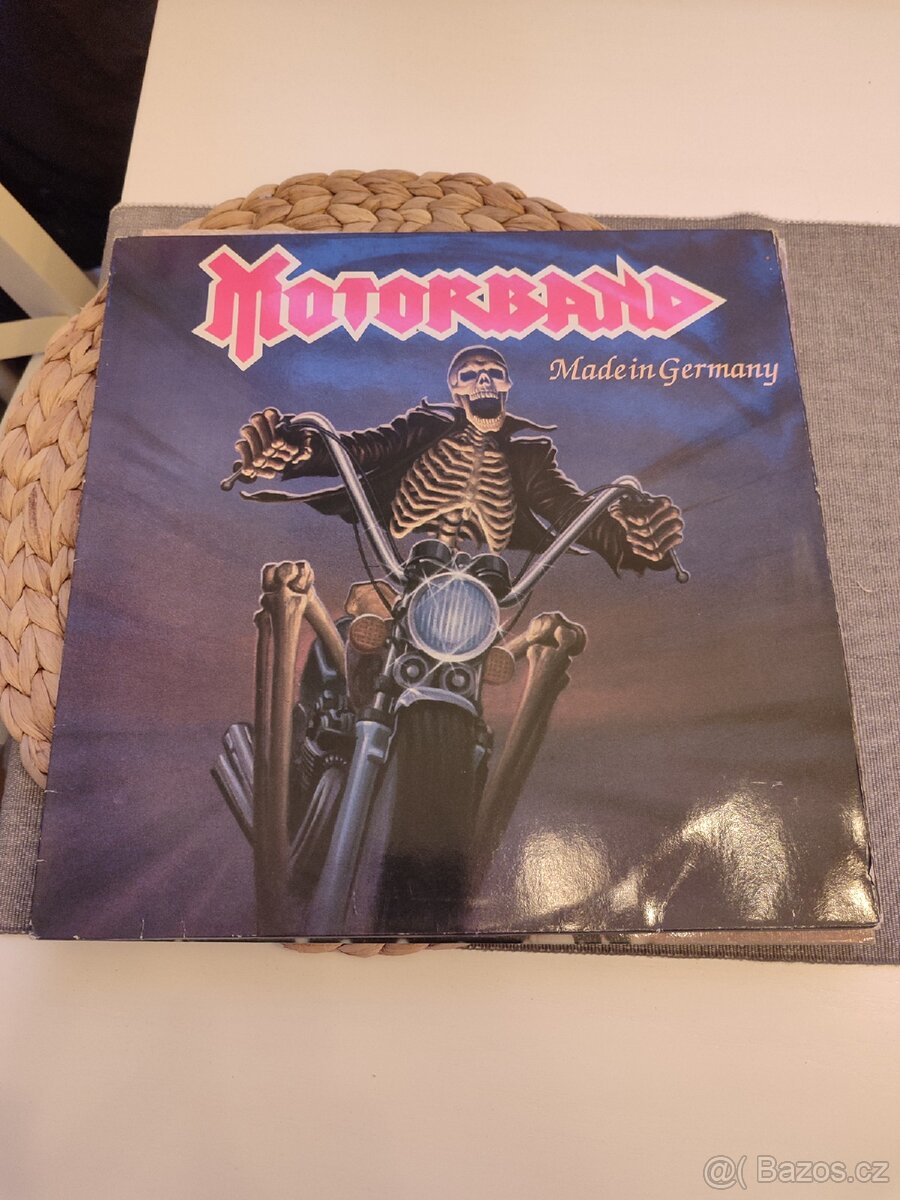 MOTORBAND
Made in Germany
@( Bazos.cz